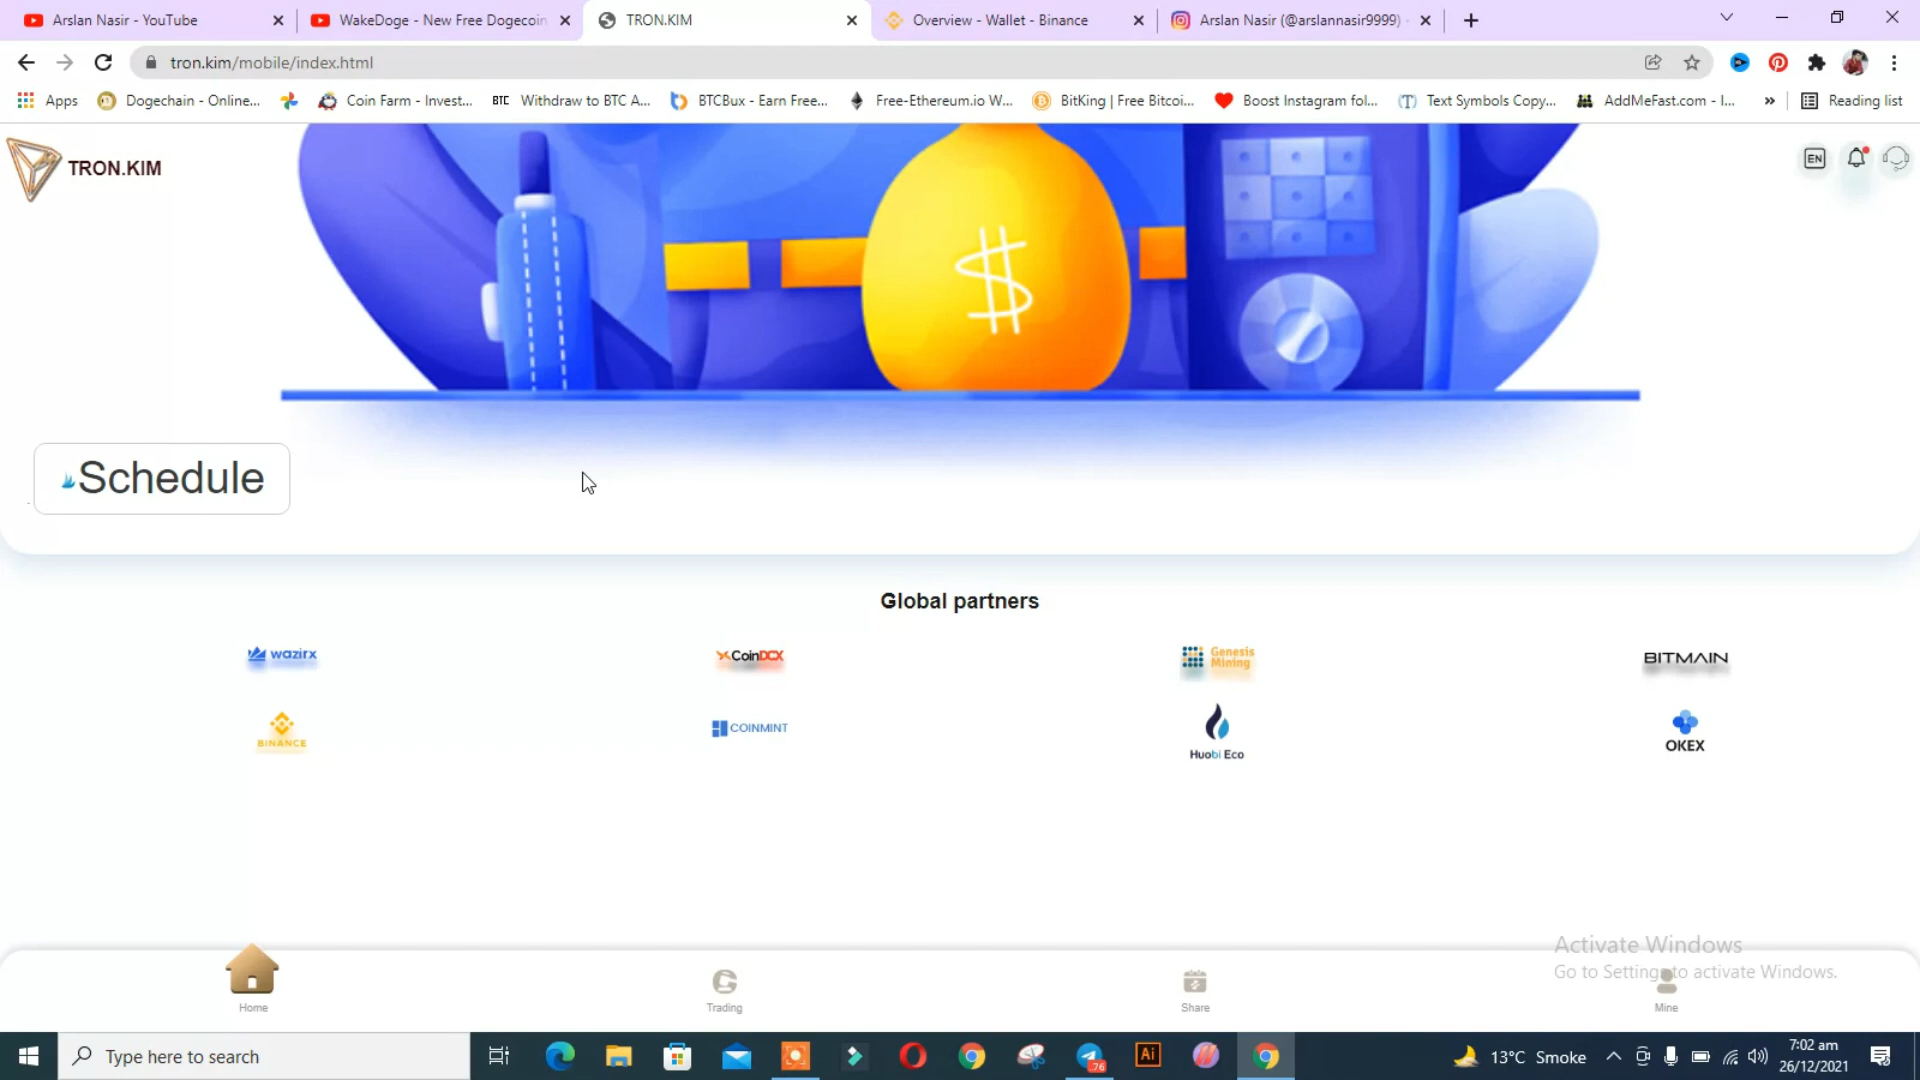 Arslan Nasir - YouTube
WakeDoge - New Free Dogecoin
TRON.KIM
Overview - Wallet - Binance
Arslan Nasir (@arslannasir9999) -
tron.kim/mobile/index.html
Apps
Dogechain - Online...
Coin Farm - Invest...
BTC Withdraw to BTC A...
BTCBux - Earn Free...
Free-Ethereum.io W...
BitKing | Free Bitcoi...
Boost Instagram fol...
(T) Text Symbols Copy...
AddMeFast.com - I...
»
Reading list
TRON.KIM
EN
$
Schedule
Global partners
wazirx
CoinDCX
Genesis
Mining
BITMAIN
BINANCE
COINMINT
Huobi Eco
OKEX
Activate Windows
Go to Settings to activate Windows.
Home
Trading
Share
Mine
Type here to search
76
Ai
13°C Smoke
7:02 am
26/12/2021